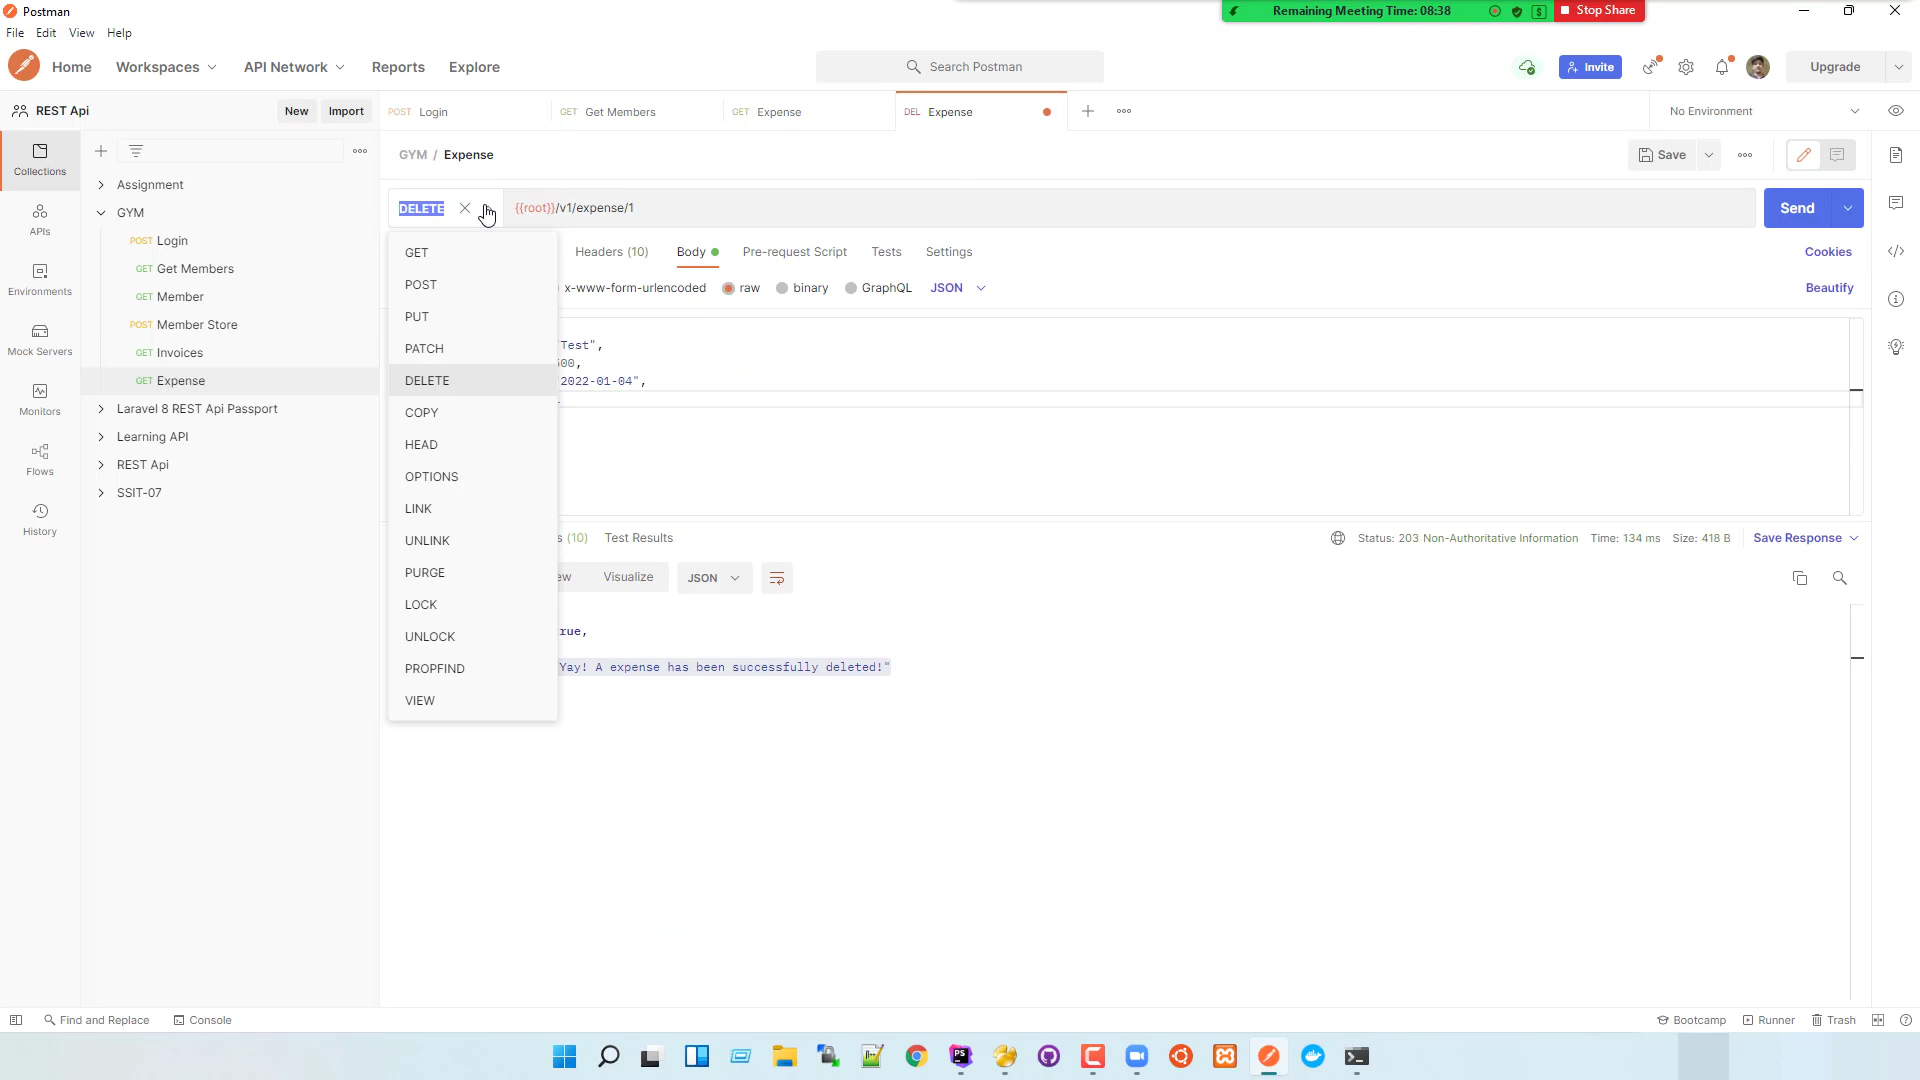 Postman
Remaining Meeting Time: 08:38
Stop Share
File Edit View Help
Home Workspaces API Network Reports Explore
Search Postman
Invite
Upgrade
REST Api New Import
POST Login
GET Get Members
GET Expense
DEL Expense
No Environment
Collections
APIs
Environments
Mock Servers
Monitors
Flows
History
Assignment
GYM
POST Login
GET Get Members
GET Member
POST Member Store
GET Invoices
GET Expense
Laravel 8 REST Api Passport
Learning API
REST Api
SSIT-07
GYM / Expense
Save
DELETE
{{root}}/v1/expense/1
Send
GET
POST
PUT
PATCH
DELETE
COPY
HEAD
OPTIONS
LINK
UNLINK
PURGE
LOCK
UNLOCK
PROPFIND
VIEW
Headers (10) Body Pre-request Script Tests Settings
Cookies
x-www-form-urlencoded raw binary GraphQL JSON
Beautify
Test",
00,
"2022-01-04",
s (10) Test Results
Status: 203 Non-Authoritative Information Time: 134 ms Size: 418 B Save Response
ew Visualize JSON
rue,
Yay! A expense has been successfully deleted!"
Find and Replace Console
Bootcamp Runner Trash
PS